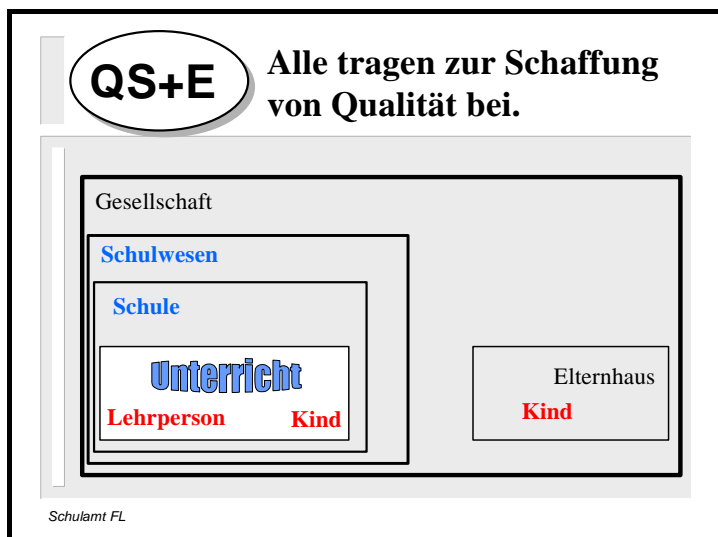 QS+E
Alle tragen zur Schaffung
von Qualität bei.
Gesellschaft
Schulwesen
Schule
Unterricht
Lehrperson Kind
Elternhaus
Kind
Schulamt FL